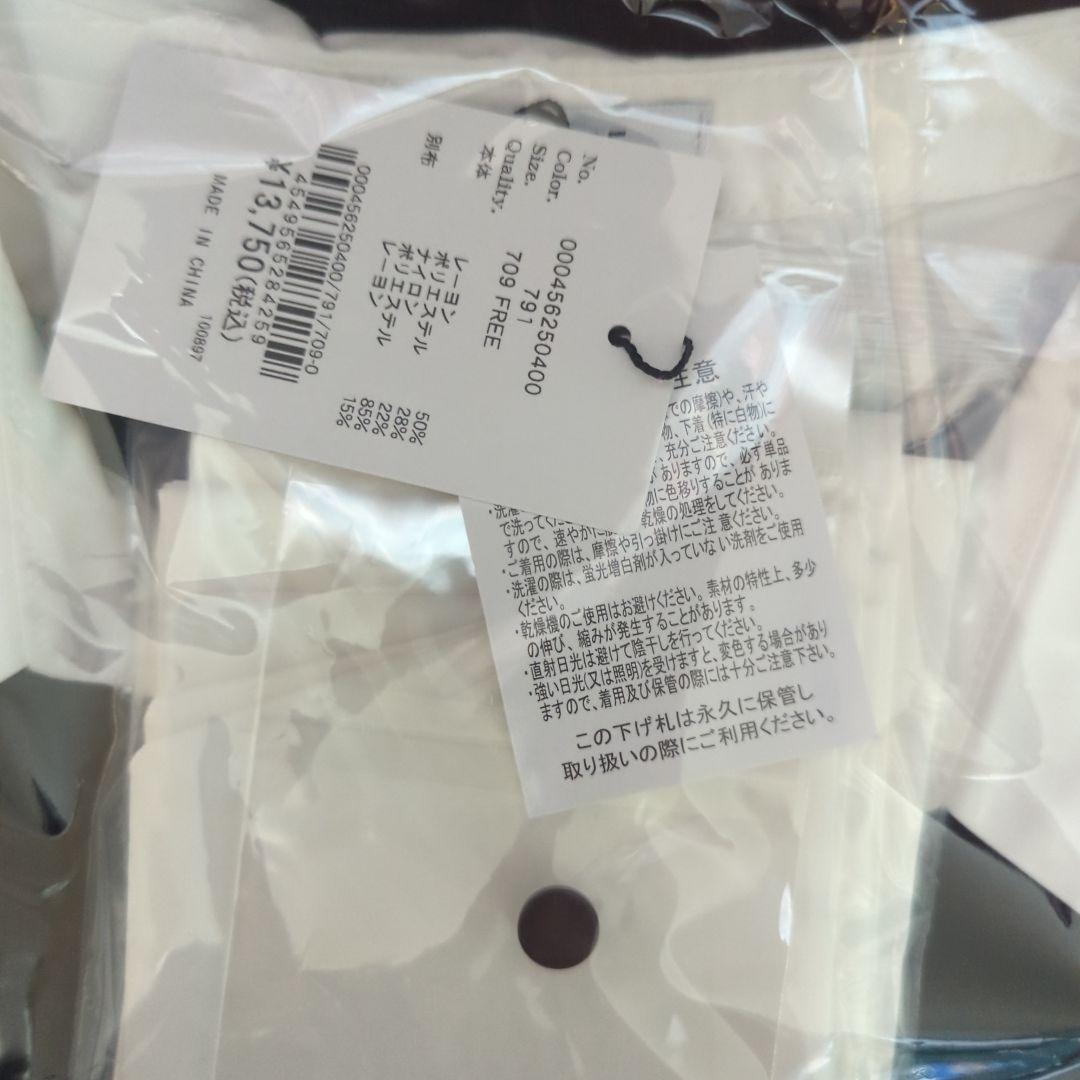 No. 000456250400
Color. 791
Size. 709 FREE
Quality.
本体 レーヨン 50%
ポリエステル 28%
ナイロン 22%
別布 ポリエステル 85%
レーヨン 15%
000456250400/791/709-0
4549565284259
¥13,750(税込)
MADE IN CHINA 100897
注意
での摩擦)や、汗や
物、下着(特に白物)に
、充分ご注意ください。
がありますので、必ず単品
物に色移りすることがありま
乾燥の処理をしてください。
で洗ってくだ
すので、速やかに
・ご着用の際は、摩擦や引っ掛けにご注意ください。
・洗濯の際は、蛍光増白剤が入っていない洗剤をご使用
ください。
・乾燥機のご使用はお避けください。素材の特性上、多少
の伸び、縮みが発生することがあります。
・直射日光は避けて陰干しを行ってください。
・強い日光(又は照明)を受けますと、変色する場合があり
ますので、着用及び保管の際には十分ご注意下さい。
この下げ札は永久に保管し
取り扱いの際にご利用ください。